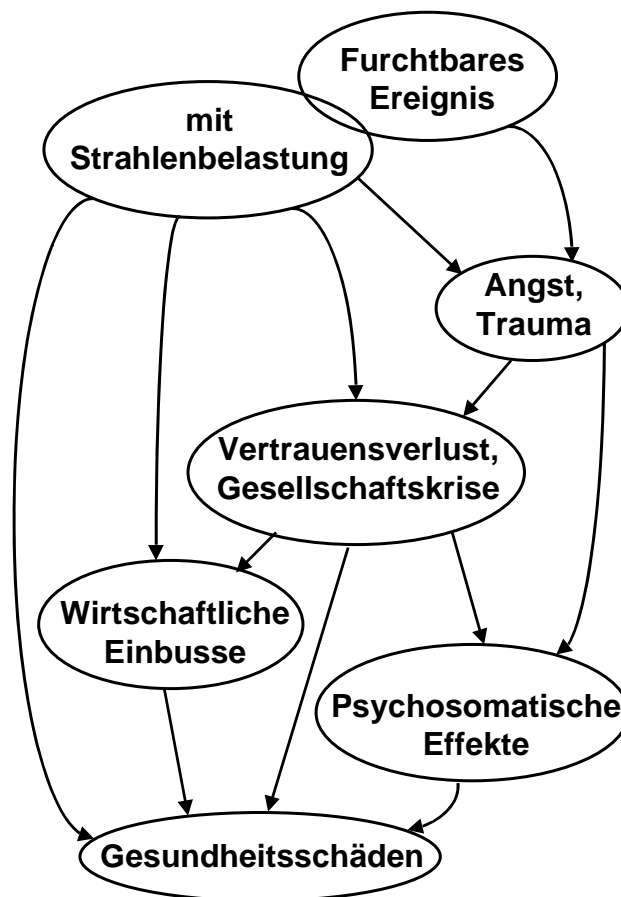 Furchtbares
Ereignis
mit
Strahlenbelastung
Angst,
Trauma
Vertrauensverlust,
Gesellschaftskrise
Wirtschaftliche
Einbusse
Psychosomatische
Effekte
Gesundheitsschäden